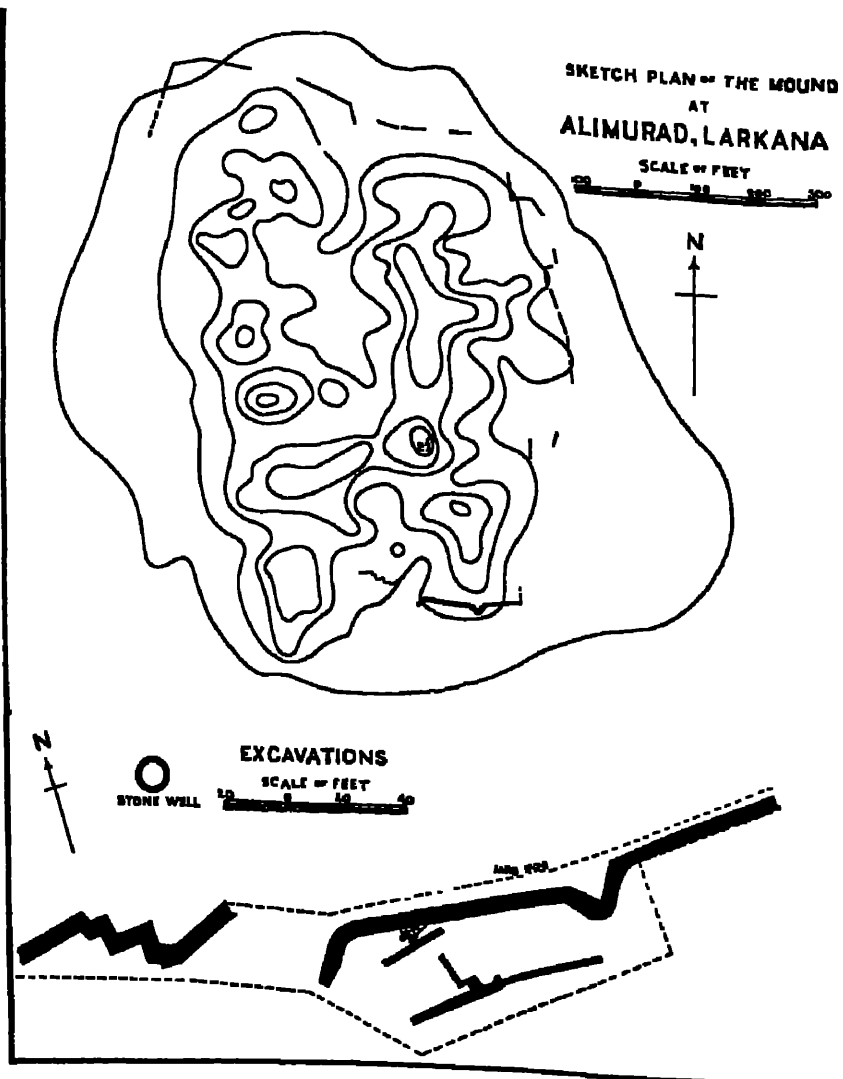 SKETCH PLAN OF THE MOUND
AT
ALIMURAD, LARKANA
SCALE OF FEET
100 0 100 200 300
N
N
EXCAVATIONS
SCALE OF FEET
20 0 20 40
STONE WELL